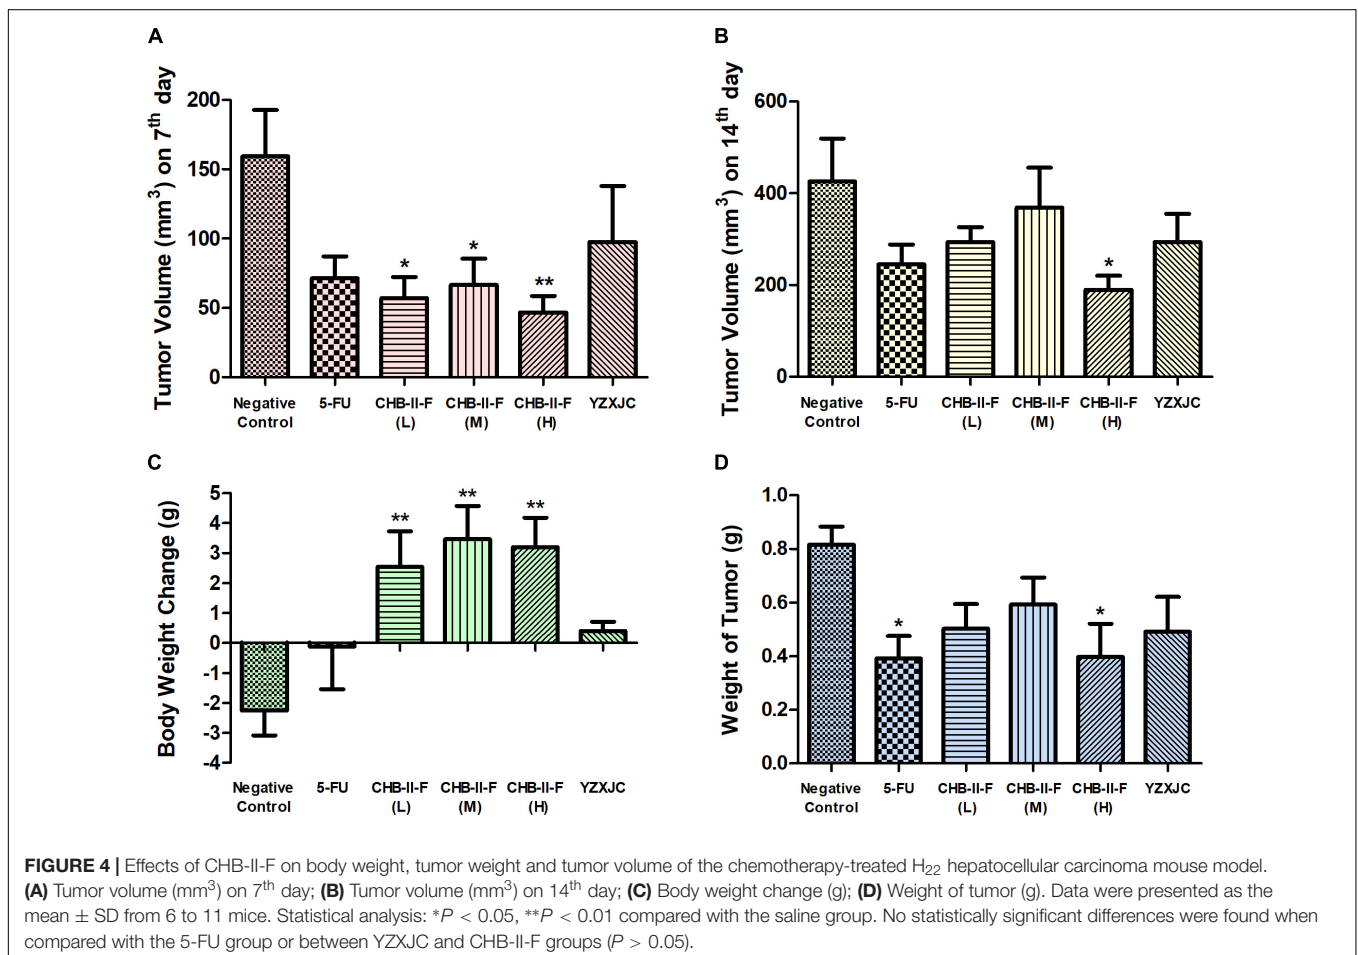 A
Tumor Volume (mm³) on 7th day
200
150
100
50
0
*
*
**
Negative Control
5-FU
CHB-II-F (L)
CHB-II-F (M)
CHB-II-F (H)
YZXJC
B
Tumor Volume (mm³) on 14th day
600
400
200
0
*
Negative Control
5-FU
CHB-II-F (L)
CHB-II-F (M)
CHB-II-F (H)
YZXJC
C
Body Weight Change (g)
5
4
3
2
1
0
-1
-2
-3
-4
**
**
**
Negative Control
5-FU
CHB-II-F (L)
CHB-II-F (M)
CHB-II-F (H)
YZXJC
D
Weight of Tumor (g)
1.0
0.8
0.6
0.4
0.2
0.0
*
*
Negative Control
5-FU
CHB-II-F (L)
CHB-II-F (M)
CHB-II-F (H)
YZXJC
FIGURE 4 | Effects of CHB-II-F on body weight, tumor weight and tumor volume of the chemotherapy-treated H₂₂ hepatocellular carcinoma mouse model.
(A) Tumor volume (mm³) on 7th day; (B) Tumor volume (mm³) on 14th day; (C) Body weight change (g); (D) Weight of tumor (g). Data were presented as the
mean ± SD from 6 to 11 mice. Statistical analysis: *P < 0.05, **P < 0.01 compared with the saline group. No statistically significant differences were found when
compared with the 5-FU group or between YZXJC and CHB-II-F groups (P > 0.05).